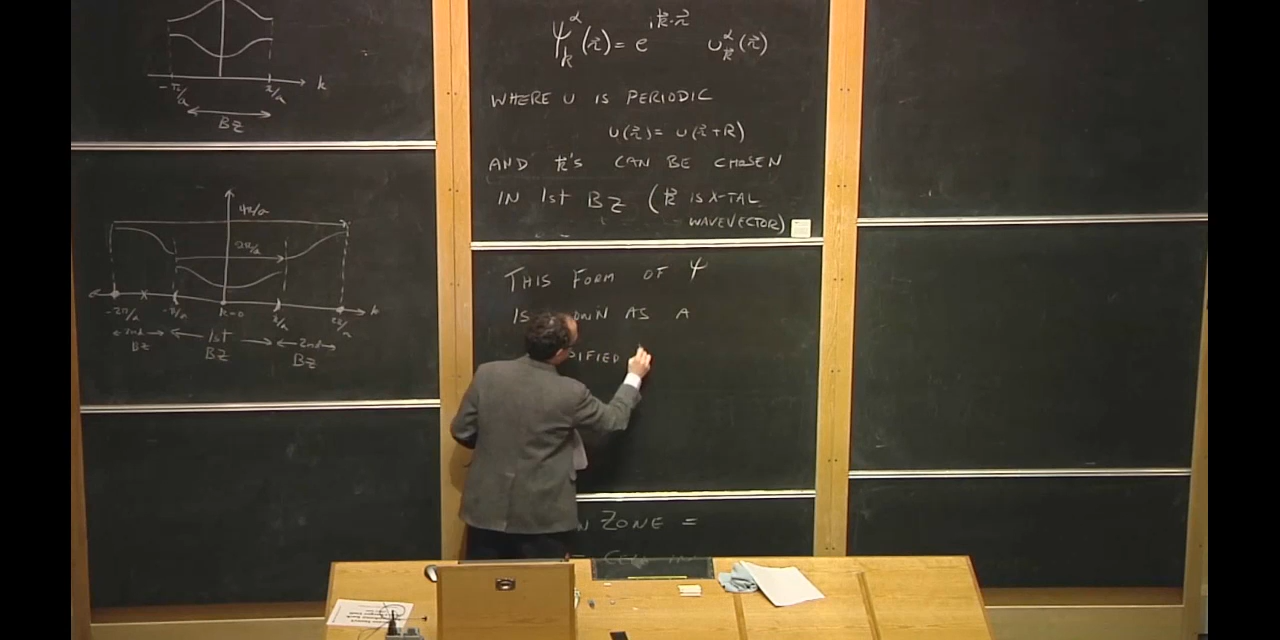 k
-π/a
π/a
BZ
4π/a
2π/a
-2π/a
-π/a
k=0
π/a
2π/a
k
2nd
BZ
1st
BZ
2nd
BZ
ψ^α_k(r⃗) = e^{ik⃗·r⃗} u^α_k⃗(r⃗)
WHERE U IS PERIODIC
U(r⃗) = U(r⃗+R)
AND k⃗'s CAN BE CHOSEN
IN 1st BZ (k⃗ IS X-TAL
WAVEVECTOR)
THIS FORM OF Ψ
IS AS A
ZONE =